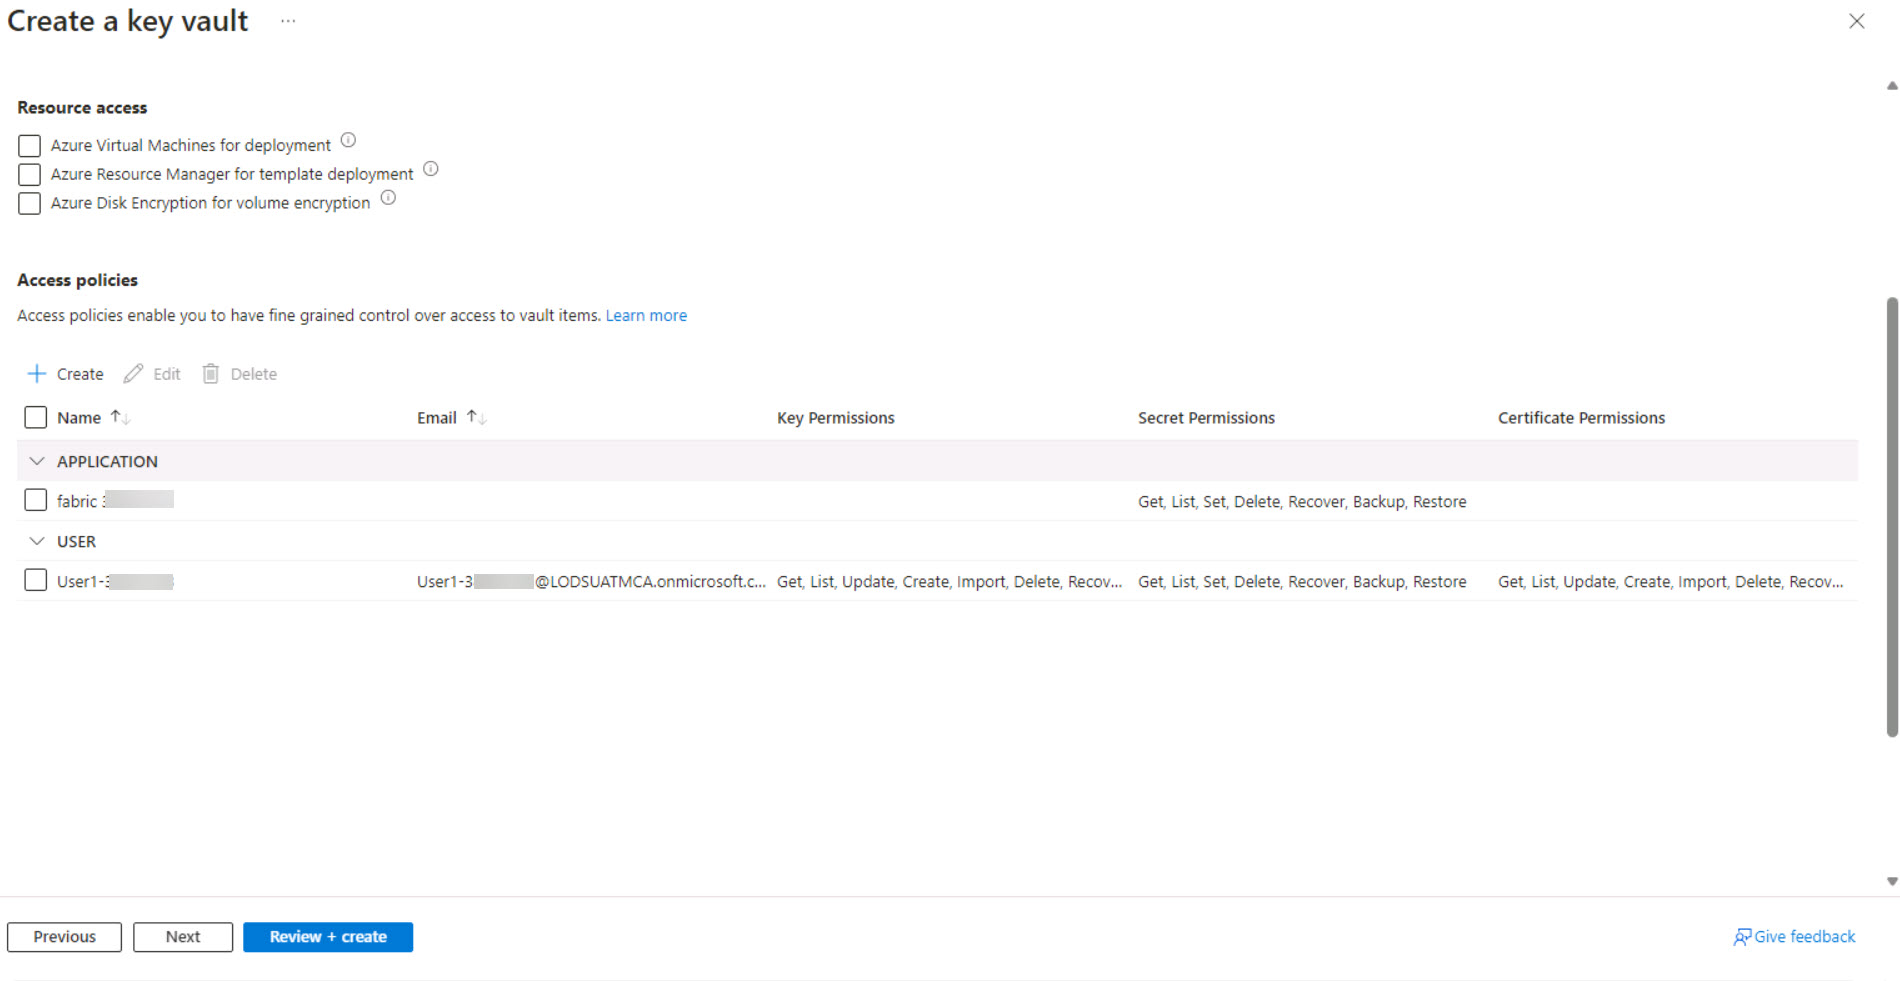 Create a key vault ...
Resource access
Azure Virtual Machines for deployment
Azure Resource Manager for template deployment
Azure Disk Encryption for volume encryption
Access policies
Access policies enable you to have fine grained control over access to vault items. Learn more
Create Edit Delete
Name Email Key Permissions Secret Permissions Certificate Permissions
APPLICATION
fabric Get, List, Set, Delete, Recover, Backup, Restore
USER
User1-3 User1-3 @LODSUATMCA.onmicrosoft.c... Get, List, Update, Create, Import, Delete, Recov... Get, List, Set, Delete, Recover, Backup, Restore Get, List, Update, Create, Import, Delete, Recov...
Previous Next Review + create Give feedback